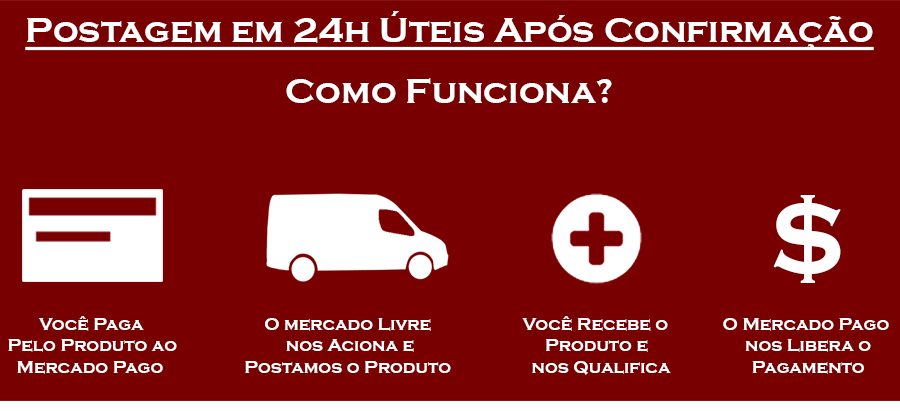 Postagem em 24h Úteis Após Confirmação
Como Funciona?
Você Paga
Pelo Produto ao
Mercado Pago
O mercado Livre
nos Aciona e
Postamos o Produto
Você Recebe o
Produto e
nos Qualifica
O Mercado Pago
nos Libera o
Pagamento